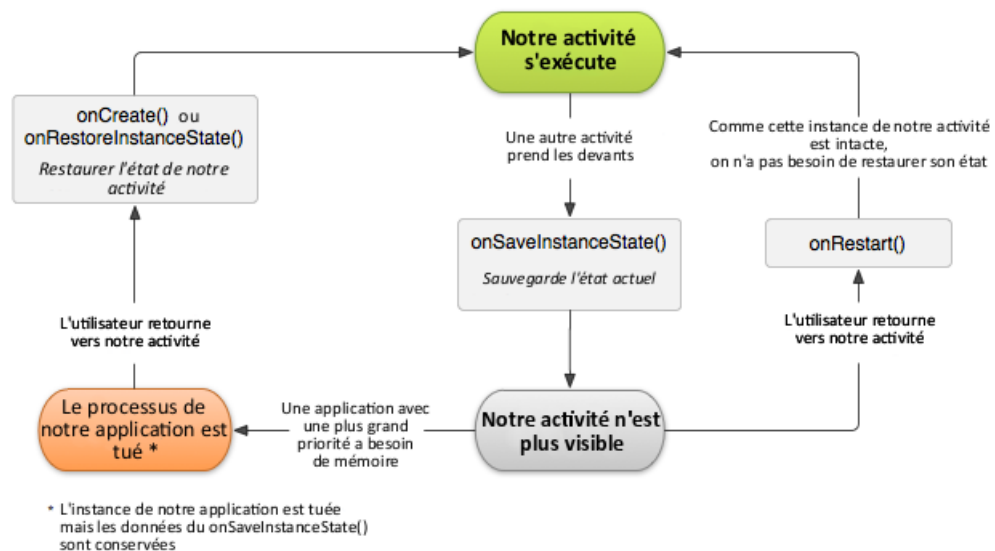 Notre activité
s'exécute
onCreate() ou
onRestoreInstanceState()
Restaurer l'état de notre
activité
Une autre activité
prend les devants
Comme cette instance de notre activité
est intacte,
on n'a pas besoin de restaurer son état
onSaveInstanceState()
Sauvegarde l'état actuel
onRestart()
L'utilisateur retourne
vers notre activité
L'utilisateur retourne
vers notre activité
Le processus de
notre application est
tué *
Une application avec
une plus grand
priorité a besoin
de mémoire
Notre activité n'est
plus visible
* L'instance de notre application est tuée
mais les données du onSaveInstanceState()
sont conservées